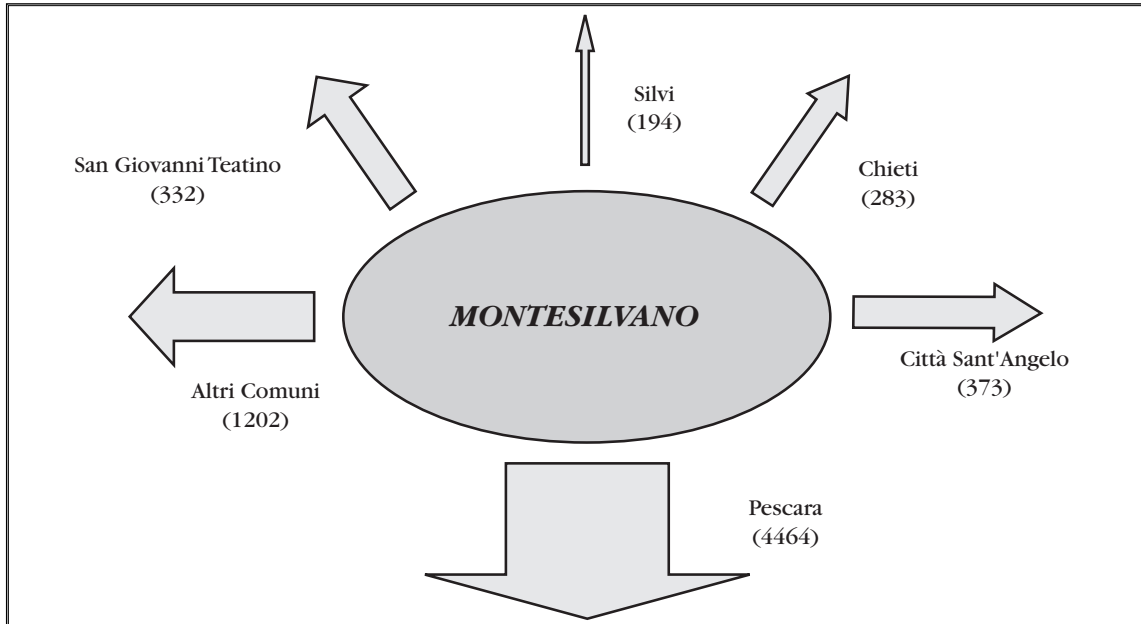 Silvi
(194)
San Giovanni Teatino
(332)
Chieti
(283)
MONTESILVANO
Altri Comuni
(1202)
Città Sant'Angelo
(373)
Pescara
(4464)